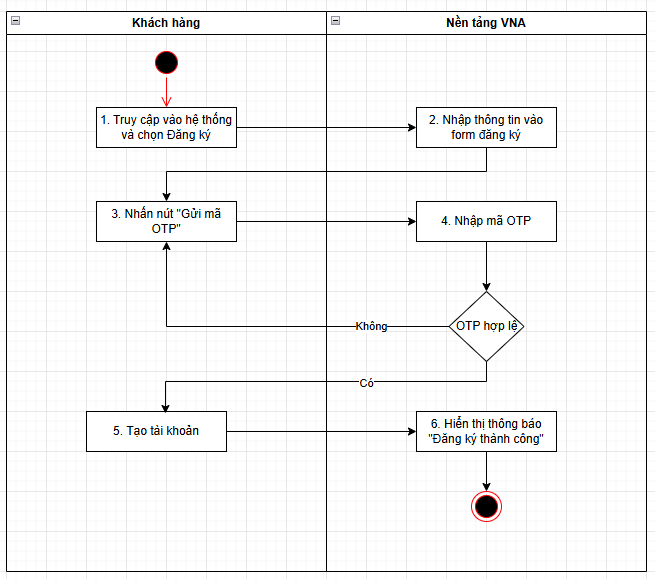 Khách hàng
Nền tảng VNA
1. Truy cập vào hệ thống
và chọn Đăng ký
2. Nhập thông tin vào
form đăng ký
3. Nhấn nút "Gửi mã
OTP"
4. Nhập mã OTP
OTP hợp lệ
Không
Có
5. Tạo tài khoản
6. Hiển thị thông báo
"Đăng ký thành công"